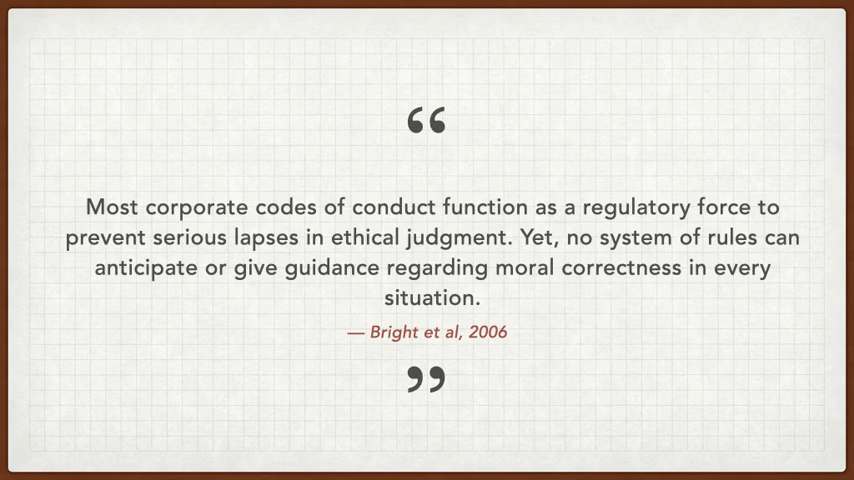 “
Most corporate codes of conduct function as a regulatory force to
prevent serious lapses in ethical judgment. Yet, no system of rules can
anticipate or give guidance regarding moral correctness in every
situation.
— Bright et al, 2006
”